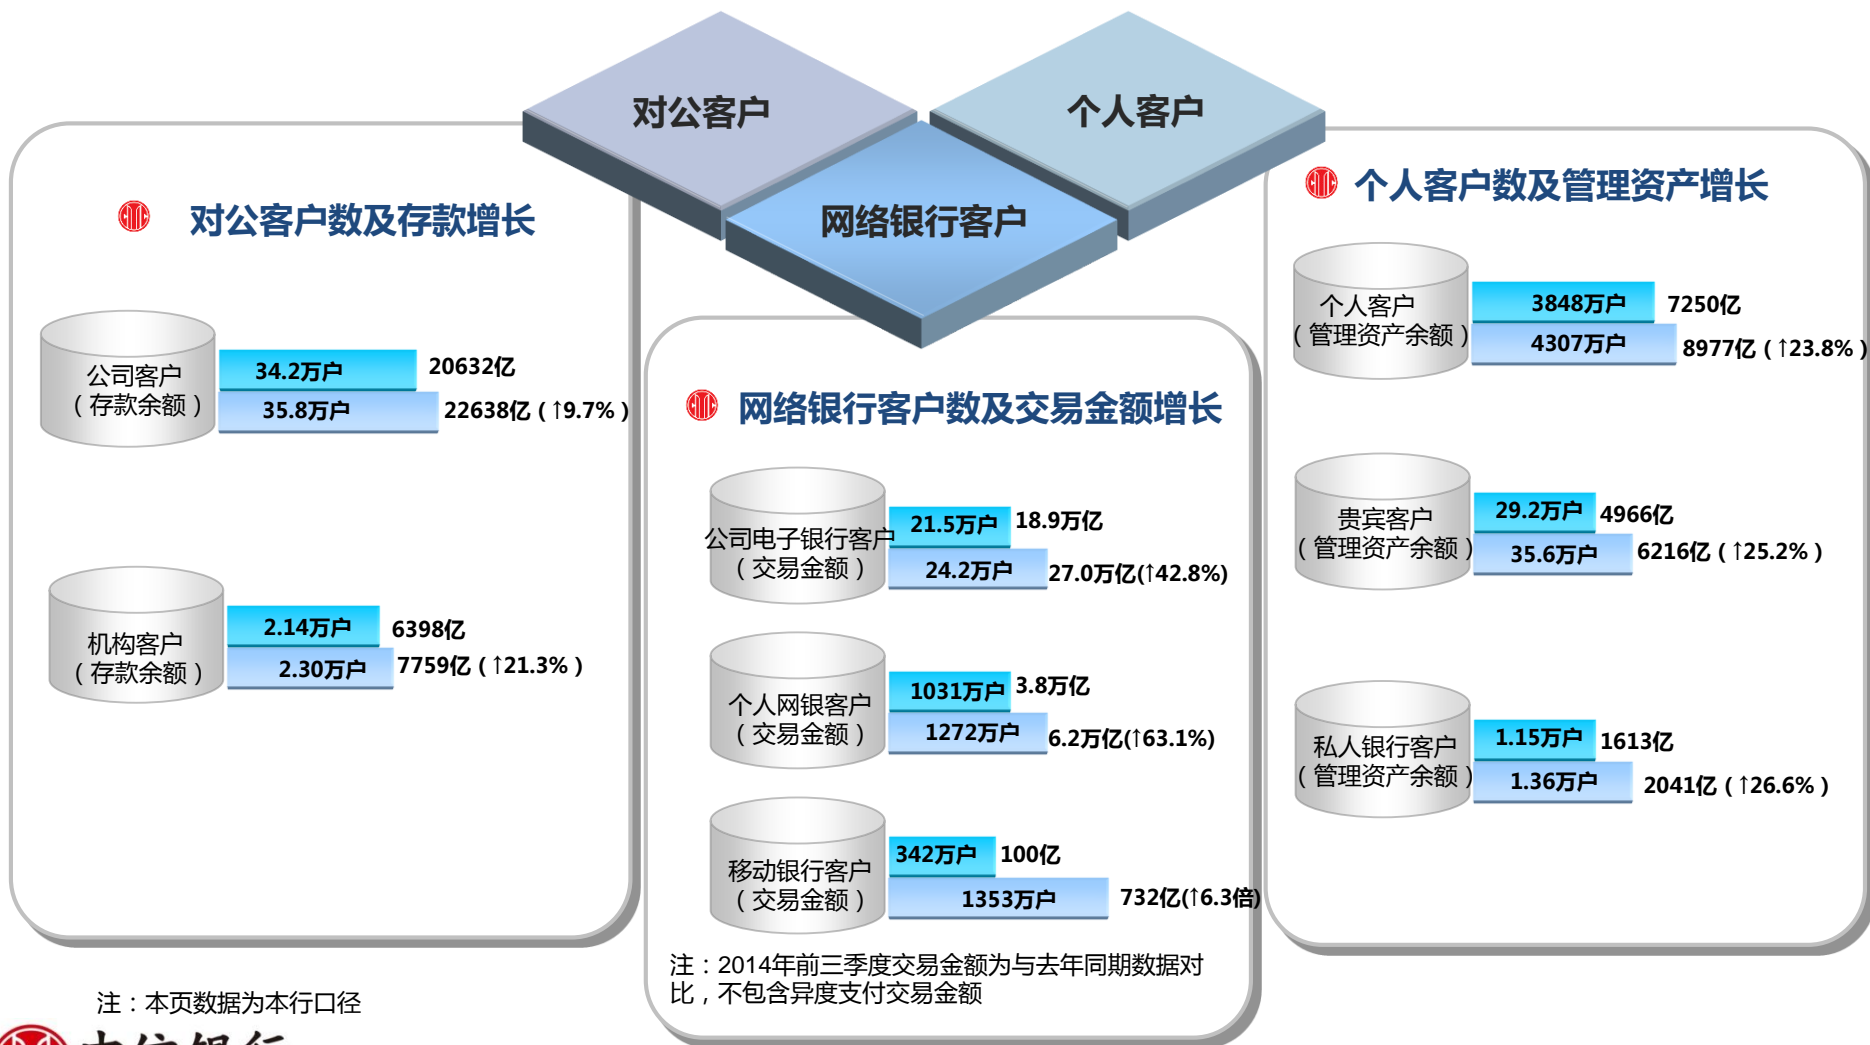 对公客户
个人客户
网络银行客户
对公客户数及存款增长
公司客户
（存款余额）
34.2万户
20632亿
35.8万户
22638亿（↑9.7%）
机构客户
（存款余额）
2.14万户
6398亿
2.30万户
7759亿（↑21.3%）
网络银行客户数及交易金额增长
公司电子银行客户
（交易金额）
21.5万户
18.9万亿
24.2万户
27.0万亿(↑42.8%)
个人网银客户
（交易金额）
1031万户
3.8万亿
1272万户
6.2万亿(↑63.1%)
移动银行客户
（交易金额）
342万户
100亿
1353万户
732亿(↑6.3倍)
注：2014年前三季度交易金额为与去年同期数据对
比，不包含异度支付交易金额
个人客户数及管理资产增长
个人客户
（管理资产余额）
3848万户
7250亿
4307万户
8977亿（↑23.8%）
贵宾客户
（管理资产余额）
29.2万户
4966亿
35.6万户
6216亿（↑25.2%）
私人银行客户
（管理资产余额）
1.15万户
1613亿
1.36万户
2041亿（↑26.6%）
注：本页数据为本行口径
中信银行